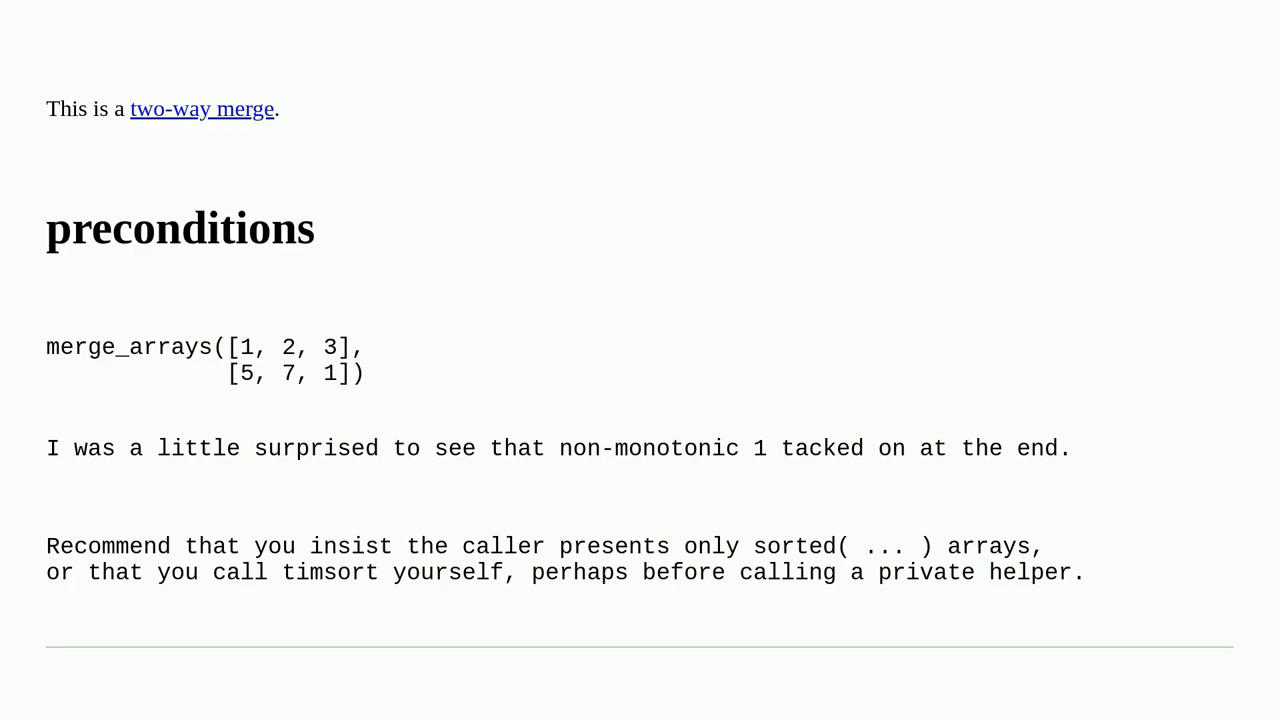 This is a two-way merge.
preconditions
merge_arrays([1, 2, 3],
             [5, 7, 1])
I was a little surprised to see that non-monotonic 1 tacked on at the end.
Recommend that you insist the caller presents only sorted( ... ) arrays,
or that you call timsort yourself, perhaps before calling a private helper.